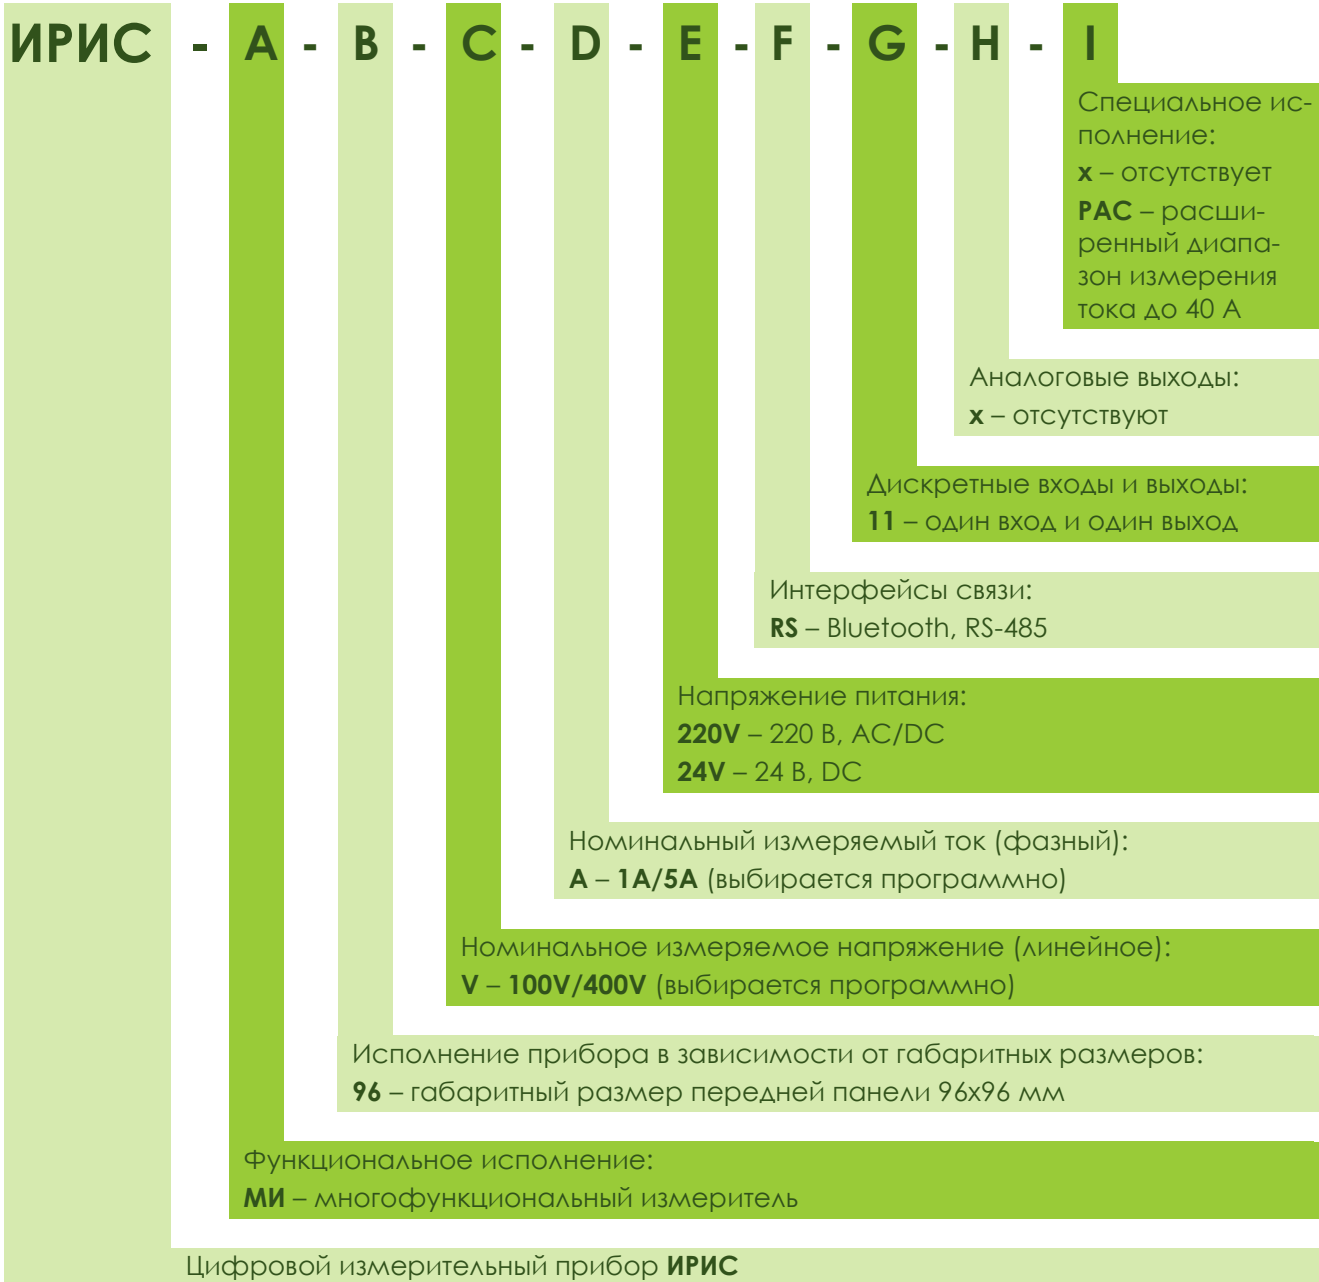 ИРИС - A - B - C - D - E - F - G - H - I
Специальное ис-
полнение:
x – отсутствует
РАС – расши-
ренный диапа-
зон измерения
тока до 40 А
Аналоговые выходы:
x – отсутствуют
Дискретные входы и выходы:
11 – один вход и один выход
Интерфейсы связи:
RS – Bluetooth, RS-485
Напряжение питания:
220V – 220 В, AC/DC
24V – 24 В, DC
Номинальный измеряемый ток (фазный):
A – 1A/5A (выбирается программно)
Номинальное измеряемое напряжение (линейное):
V – 100V/400V (выбирается программно)
Исполнение прибора в зависимости от габаритных размеров:
96 – габаритный размер передней панели 96x96 мм
Функциональное исполнение:
МИ – многофункциональный измеритель
Цифровой измерительный прибор ИРИС